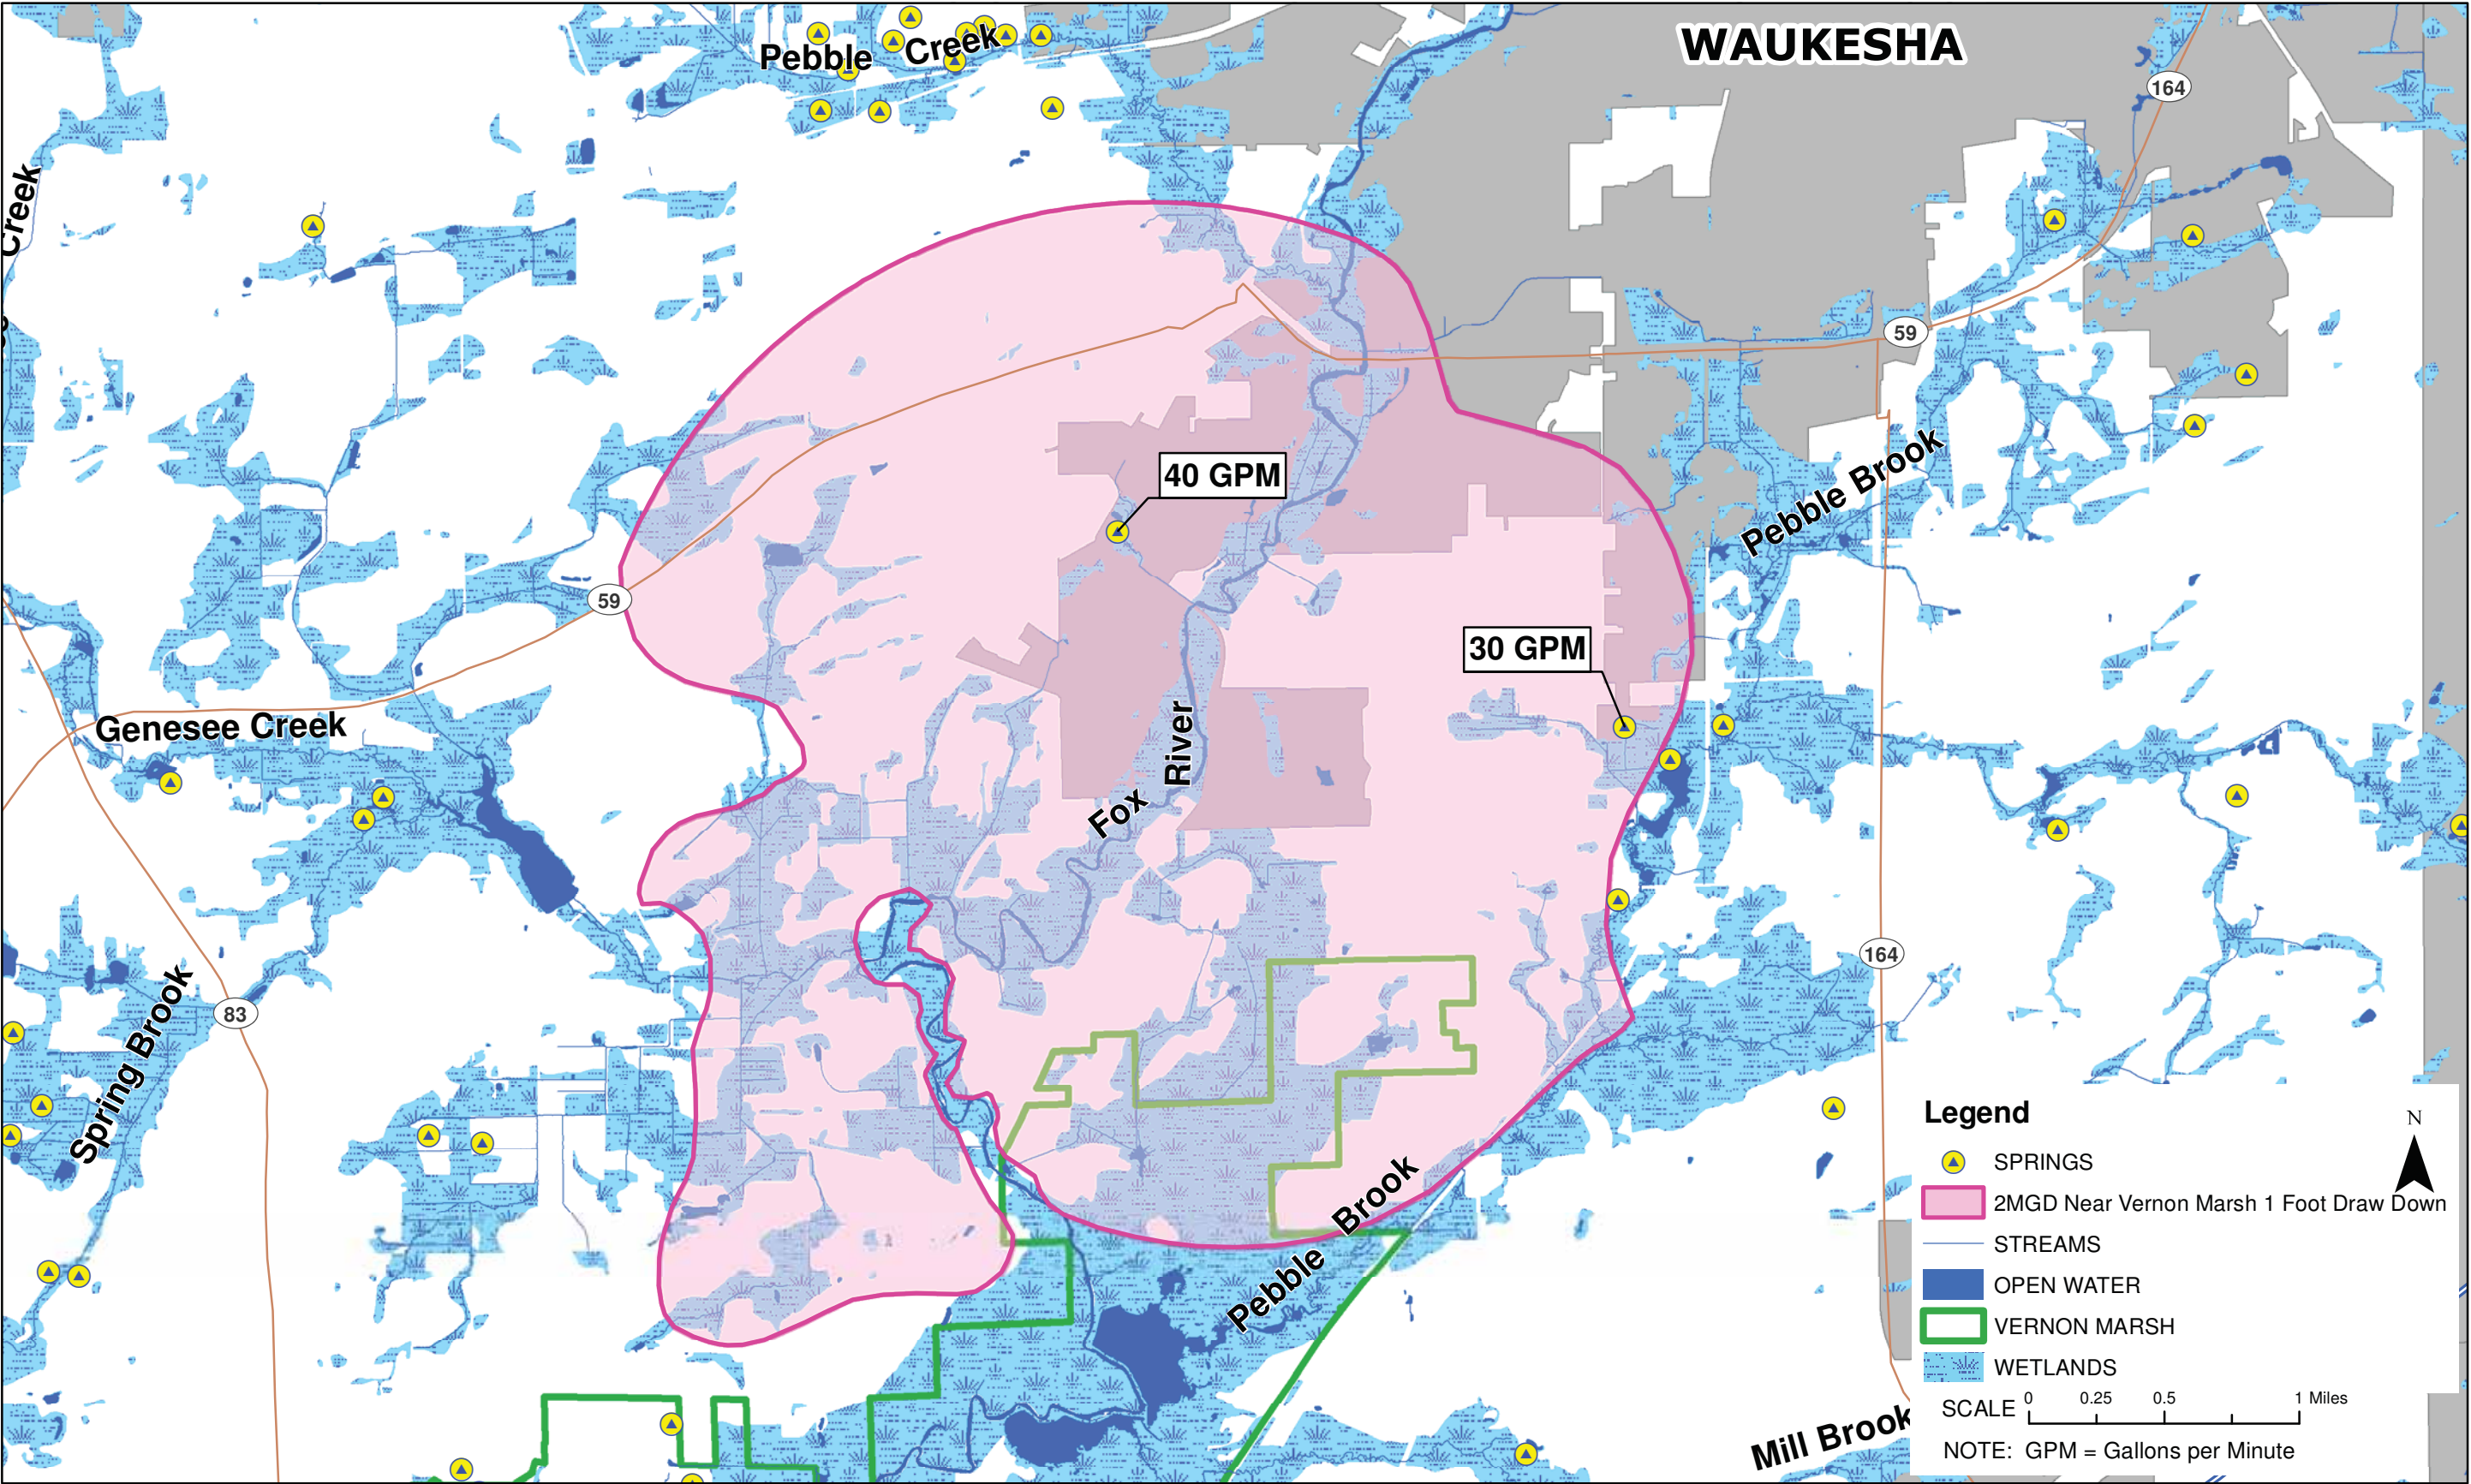 WAUKESHA
Pebble Creek
164
Creek
59
Pebble Brook
40 GPM
59
30 GPM
Genesee Creek
Fox River
164
Spring Brook
83
Pebble Brook
Mill Brook
Legend
N
SPRINGS
2MGD Near Vernon Marsh 1 Foot Draw Down
STREAMS
OPEN WATER
VERNON MARSH
WETLANDS
SCALE 0 0.25 0.5 1 Miles
NOTE: GPM = Gallons per Minute